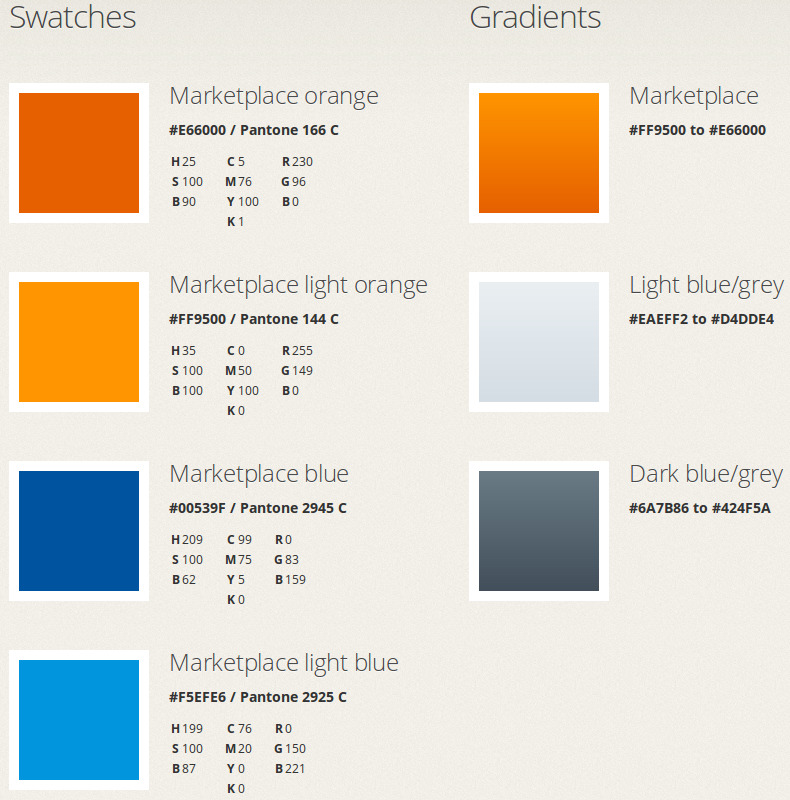 Swatches
Marketplace orange
#E66000 / Pantone 166 C
H 25 C 5 R 230
S 100 M 76 G 96
B 90 Y 100 B 0
K 1
Marketplace light orange
#FF9500 / Pantone 144 C
H 35 C 0 R 255
S 100 M 50 G 149
B 100 Y 100 B 0
K 0
Marketplace blue
#00539F / Pantone 2945 C
H 209 C 99 R 0
S 100 M 75 G 83
B 62 Y 5 B 159
K 0
Marketplace light blue
#F5EFE6 / Pantone 2925 C
H 199 C 76 R 0
S 100 M 20 G 150
B 87 Y 0 B 221
K 0
Gradients
Marketplace
#FF9500 to #E66000
Light blue/grey
#EAEFF2 to #D4DDE4
Dark blue/grey
#6A7B86 to #424F5A